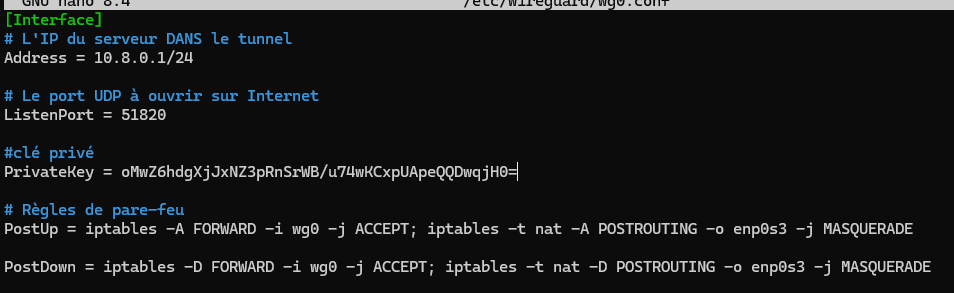 GNU nano 8.4 /etc/wireguard/wg0.conf
[Interface]
# L'IP du serveur DANS le tunnel
Address = 10.8.0.1/24
# Le port UDP à ouvrir sur Internet
ListenPort = 51820
#clé privé
PrivateKey = oMwZ6hdgXjJxNZ3pRnSrWB/u74wKCxpUApeQQDwqjH0=
# Règles de pare-feu
PostUp = iptables -A FORWARD -i wg0 -j ACCEPT; iptables -t nat -A POSTROUTING -o enp0s3 -j MASQUERADE
PostDown = iptables -D FORWARD -i wg0 -j ACCEPT; iptables -t nat -D POSTROUTING -o enp0s3 -j MASQUERADE